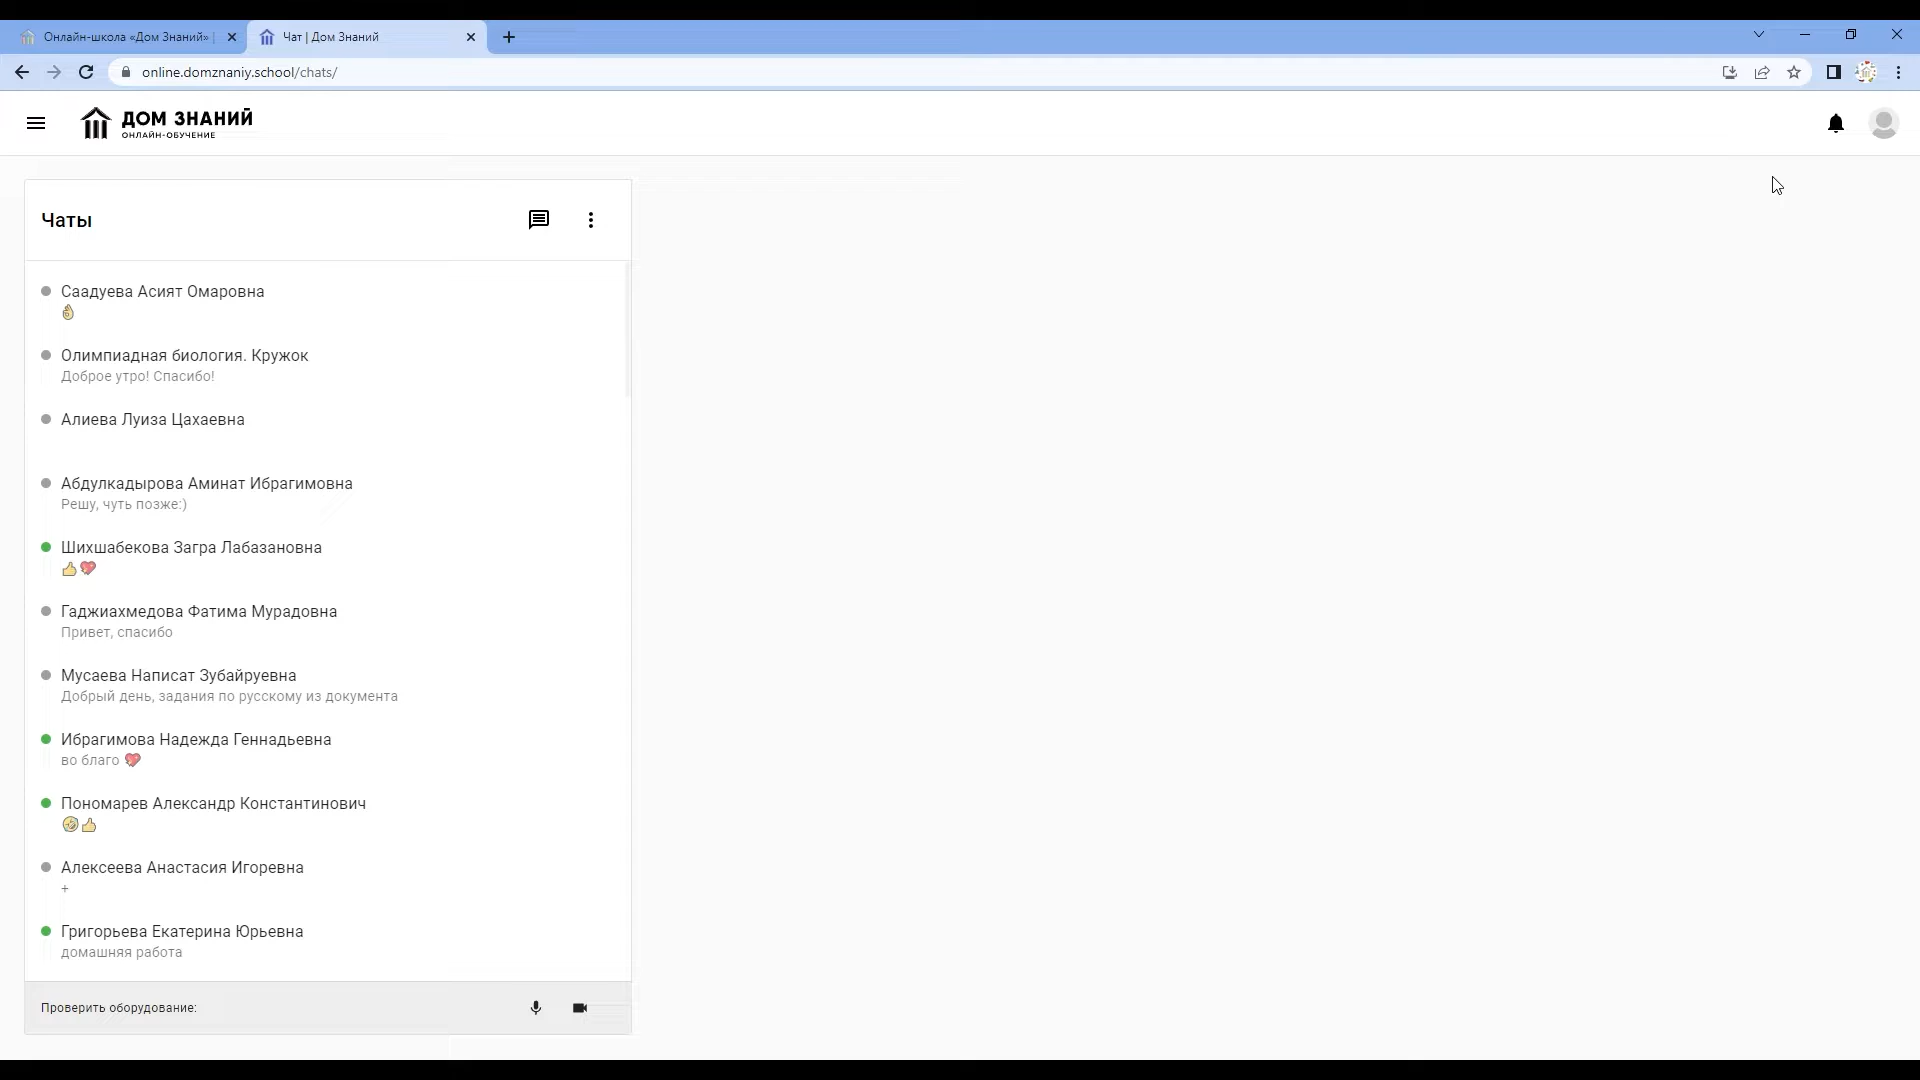 Онлайн-школа «Дом Знаний» |
Чат | Дом Знаний
online.domznaniy.school/chats/
ДОМ ЗНАНИЙ
ОНЛАЙН-ОБУЧЕНИЕ
Чаты
Саадуева Асият Омаровна
👌
Олимпиадная биология. Кружок
Доброе утро! Спасибо!
Алиева Луиза Цахаевна
Абдулкадырова Аминат Ибрагимовна
Решу, чуть позже:)
Шихшабекова Загра Лабазановна
👍💖
Гаджиахмедова Фатима Мурадовна
Привет, спасибо
Мусаева Написат Зубайруевна
Добрый день, задания по русскому из документа
Ибрагимова Надежда Геннадьевна
во благо 💖
Пономарев Александр Константинович
🤣👍
Алексеева Анастасия Игоревна
+
Григорьева Екатерина Юрьевна
домашняя работа
Проверить оборудование: